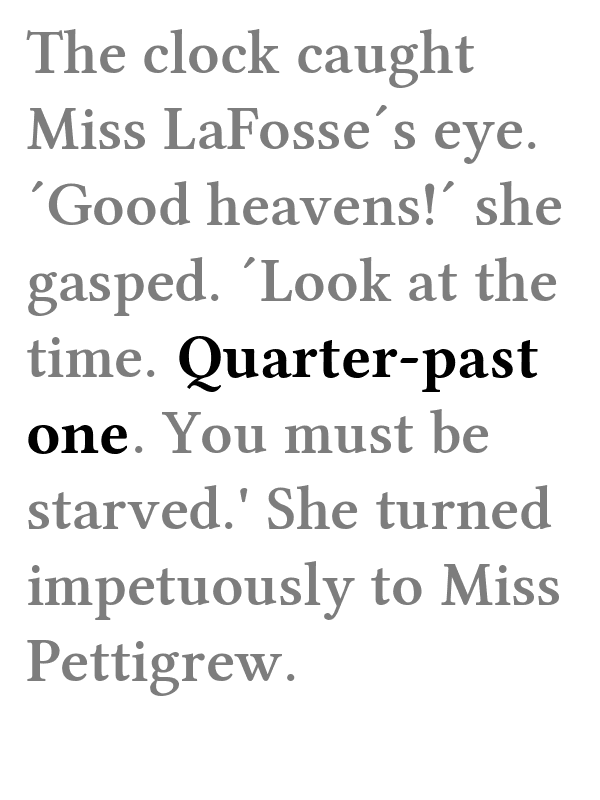 The clock caught
Miss LaFosse´s eye.
´Good heavens!´ she
gasped. ´Look at the
time. Quarter-past
one. You must be
starved.' She turned
impetuously to Miss
Pettigrew.